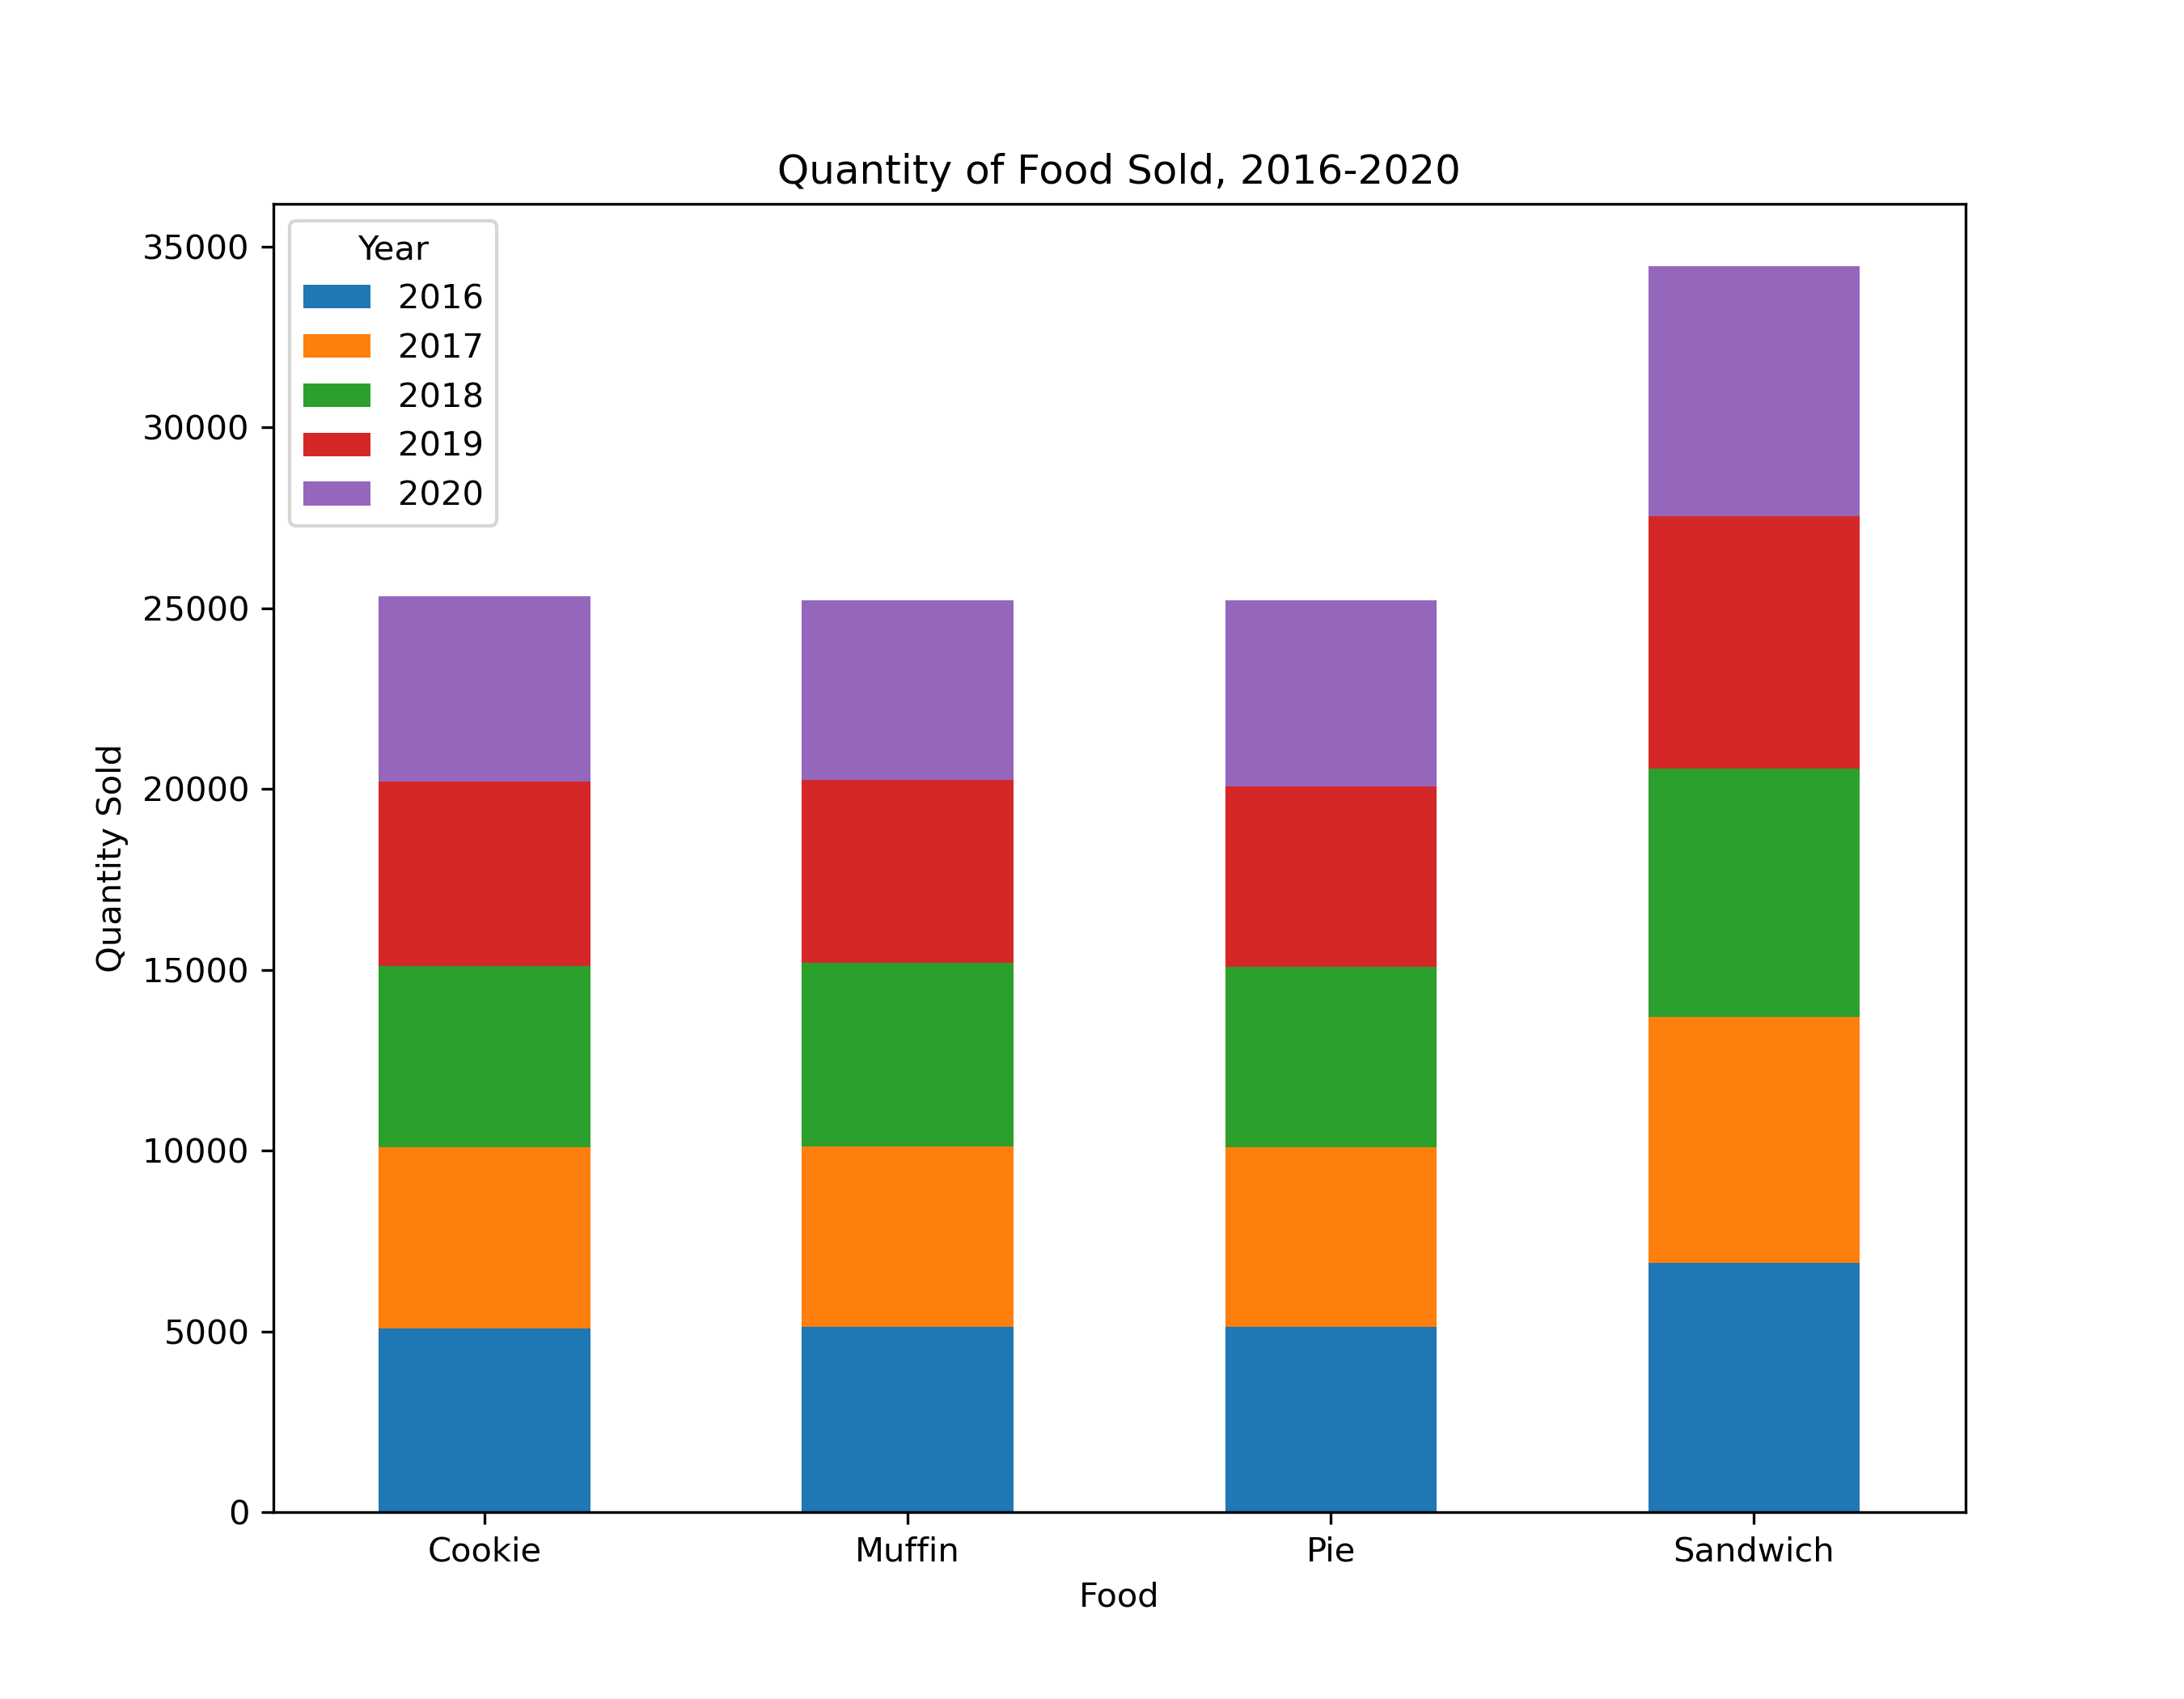 Quantity of Food Sold, 2016-2020
Year
2016
2017
2018
2019
2020
35000
30000
25000
20000
15000
10000
5000
0
Quantity Sold
Cookie Muffin Pie Sandwich
Food